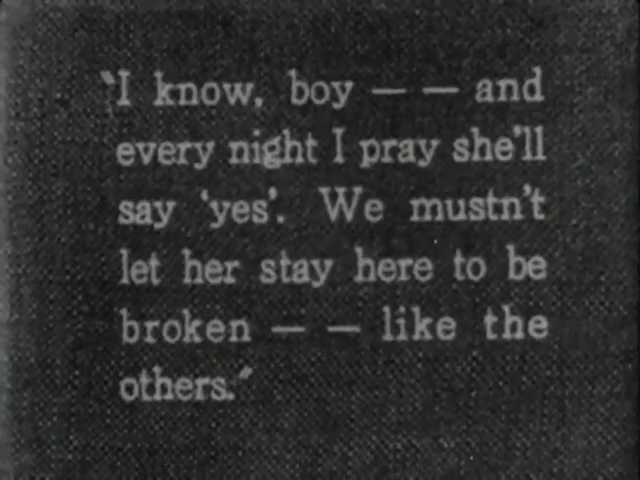 "I know, boy — — and
every night I pray she'll
say 'yes'. We mustn't
let her stay here to be
broken — — like the
others."